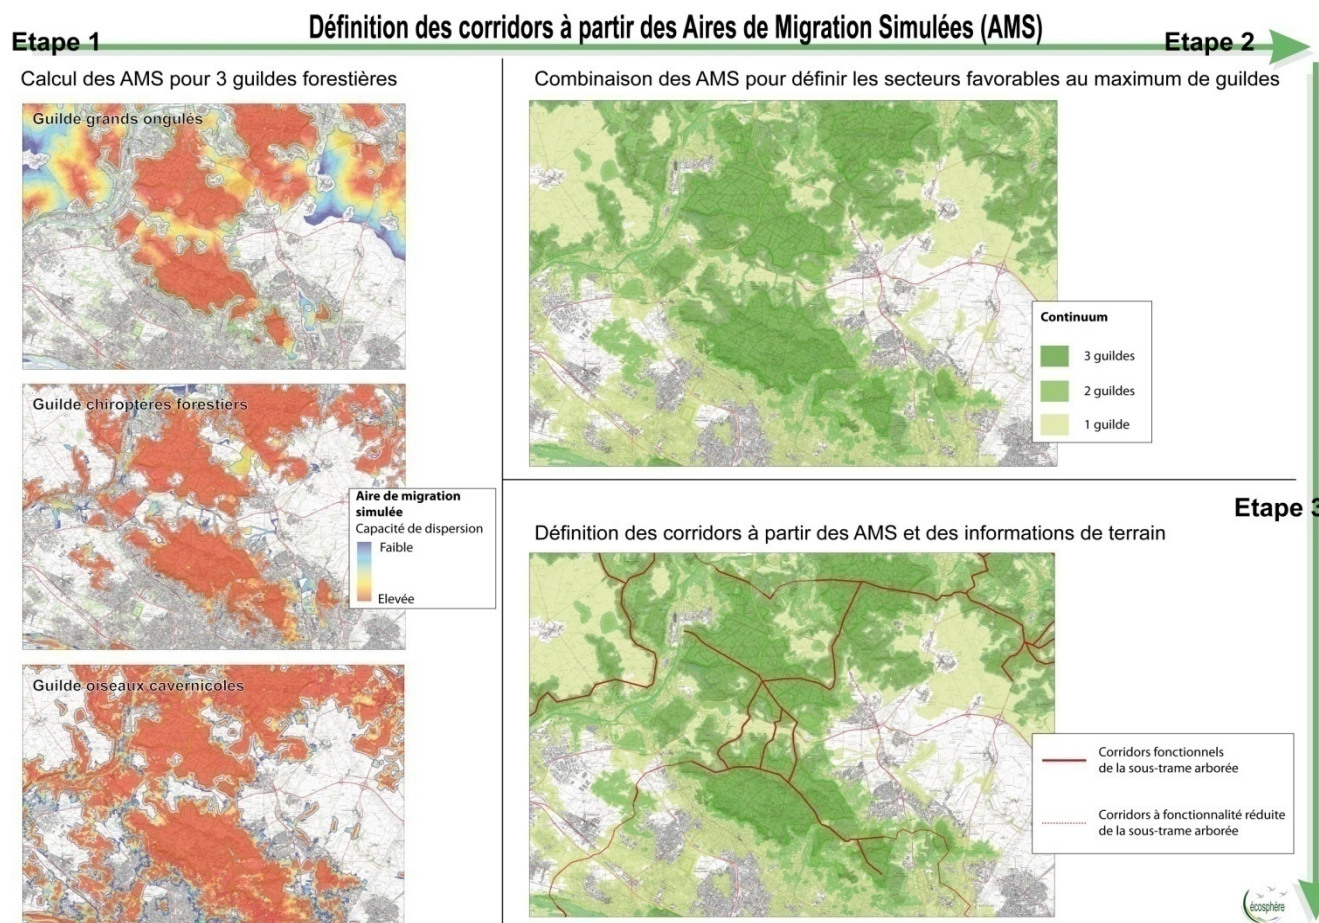 Définition des corridors à partir des Aires de Migration Simulées (AMS)
Etape 1
Etape 2
Calcul des AMS pour 3 guildes forestières
Guilde grands ongulés
Guilde chiroptères forestiers
Aire de migration
simulée
Capacité de dispersion
Faible
Elevée
Guilde oiseaux cavernicoles
Combinaison des AMS pour définir les secteurs favorables au maximum de guildes
Continuum
3 guildes
2 guildes
1 guilde
Etape 3
Définition des corridors à partir des AMS et des informations de terrain
Corridors fonctionnels
de la sous-trame arborée
Corridors à fonctionnalité réduite
de la sous-trame arborée
écosphère